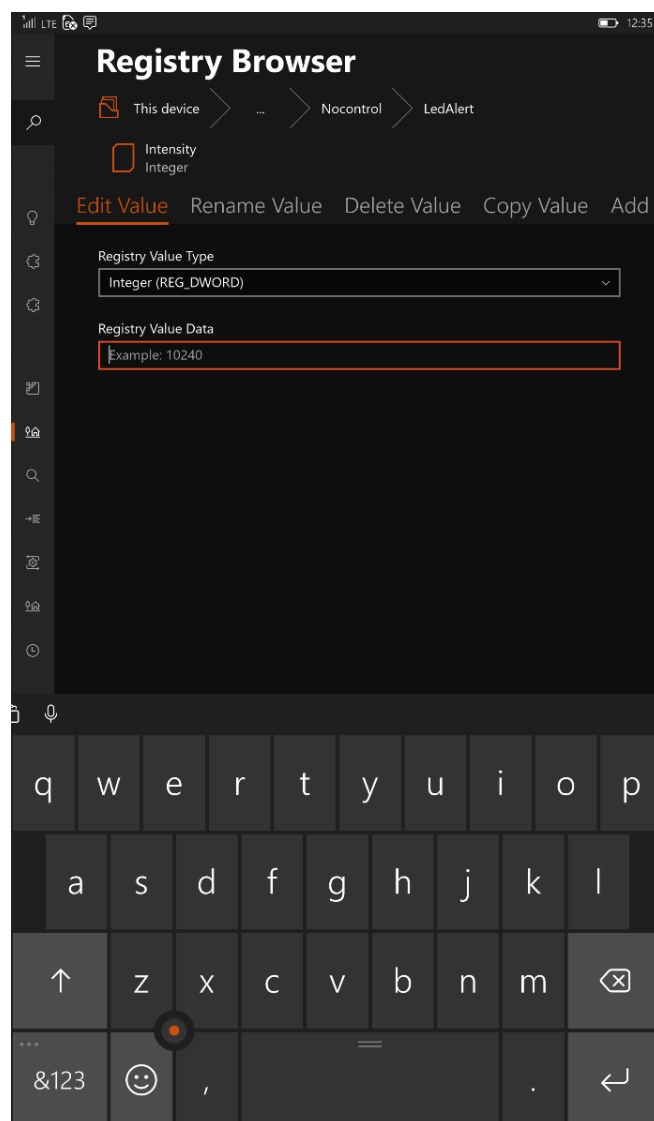 LTE 12:35
Registry Browser
This device ... Nocontrol LedAlert
Intensity
Integer
Edit Value Rename Value Delete Value Copy Value Add
Registry Value Type
Integer (REG_DWORD)
Registry Value Data
Example: 10240
q w e r t y u i o p
a s d f g h j k l
z x c v b n m
&123 , .